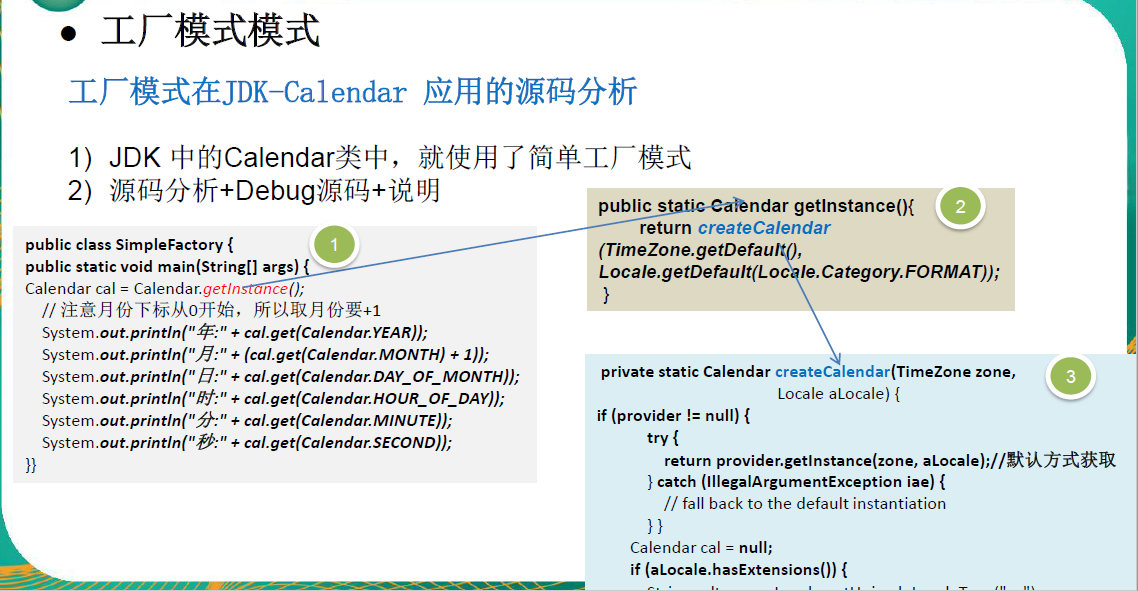 ● 工厂模式模式
工厂模式在JDK-Calendar 应用的源码分析
1) JDK 中的Calendar类中，就使用了简单工厂模式
2) 源码分析+Debug源码+说明
1
public class SimpleFactory {
public static void main(String[] args) {
Calendar cal = Calendar.getInstance();
// 注意月份下标从0开始，所以取月份要+1
System.out.println("年:" + cal.get(Calendar.YEAR));
System.out.println("月:" + (cal.get(Calendar.MONTH) + 1));
System.out.println("日:" + cal.get(Calendar.DAY_OF_MONTH));
System.out.println("时:" + cal.get(Calendar.HOUR_OF_DAY));
System.out.println("分:" + cal.get(Calendar.MINUTE));
System.out.println("秒:" + cal.get(Calendar.SECOND));
}}
2
public static Calendar getInstance(){
return createCalendar
(TimeZone.getDefault(),
Locale.getDefault(Locale.Category.FORMAT));
}
3
private static Calendar createCalendar(TimeZone zone,
Locale aLocale) {
if (provider != null) {
try {
return provider.getInstance(zone, aLocale);//默认方式获取
} catch (IllegalArgumentException iae) {
// fall back to the default instantiation
} }
Calendar cal = null;
if (aLocale.hasExtensions()) {